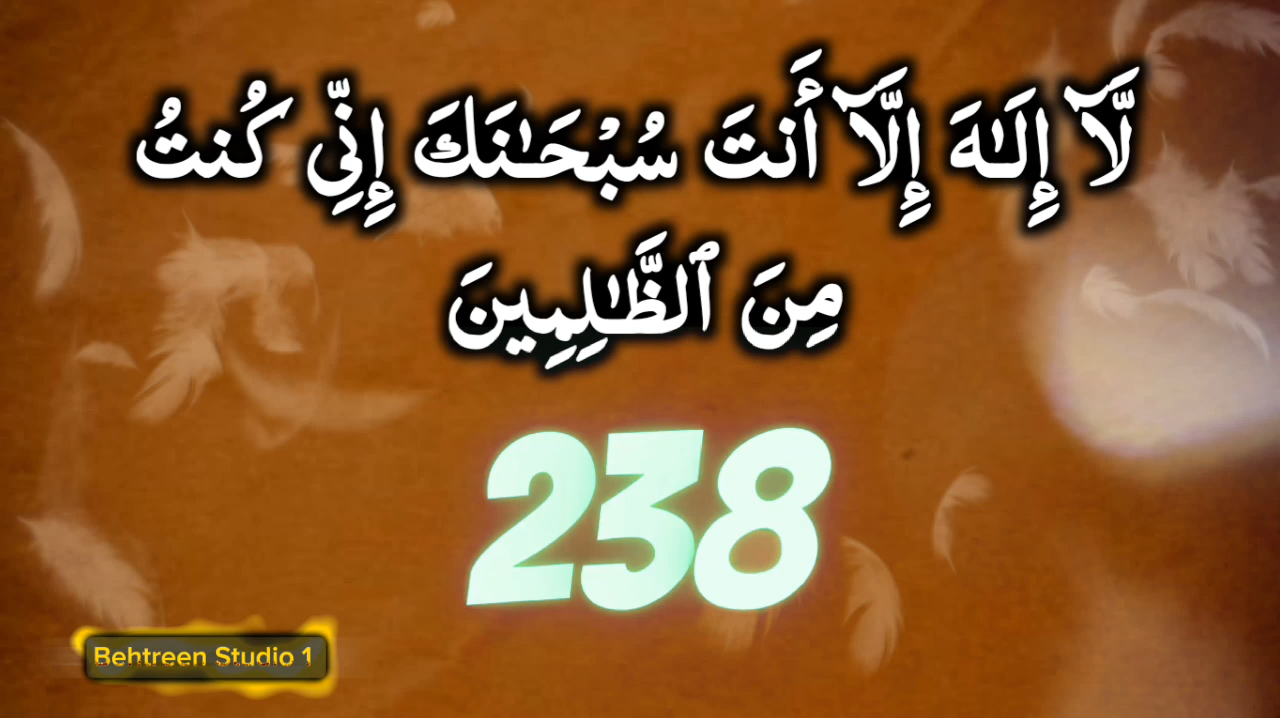 لَّآ إِلَـٰهَ إِلَّآ أَنتَ سُبْحَـٰنَكَ إِنِّى كُنتُ
مِنَ ٱلظَّـٰلِمِينَ
238
Behtreen Studio 1